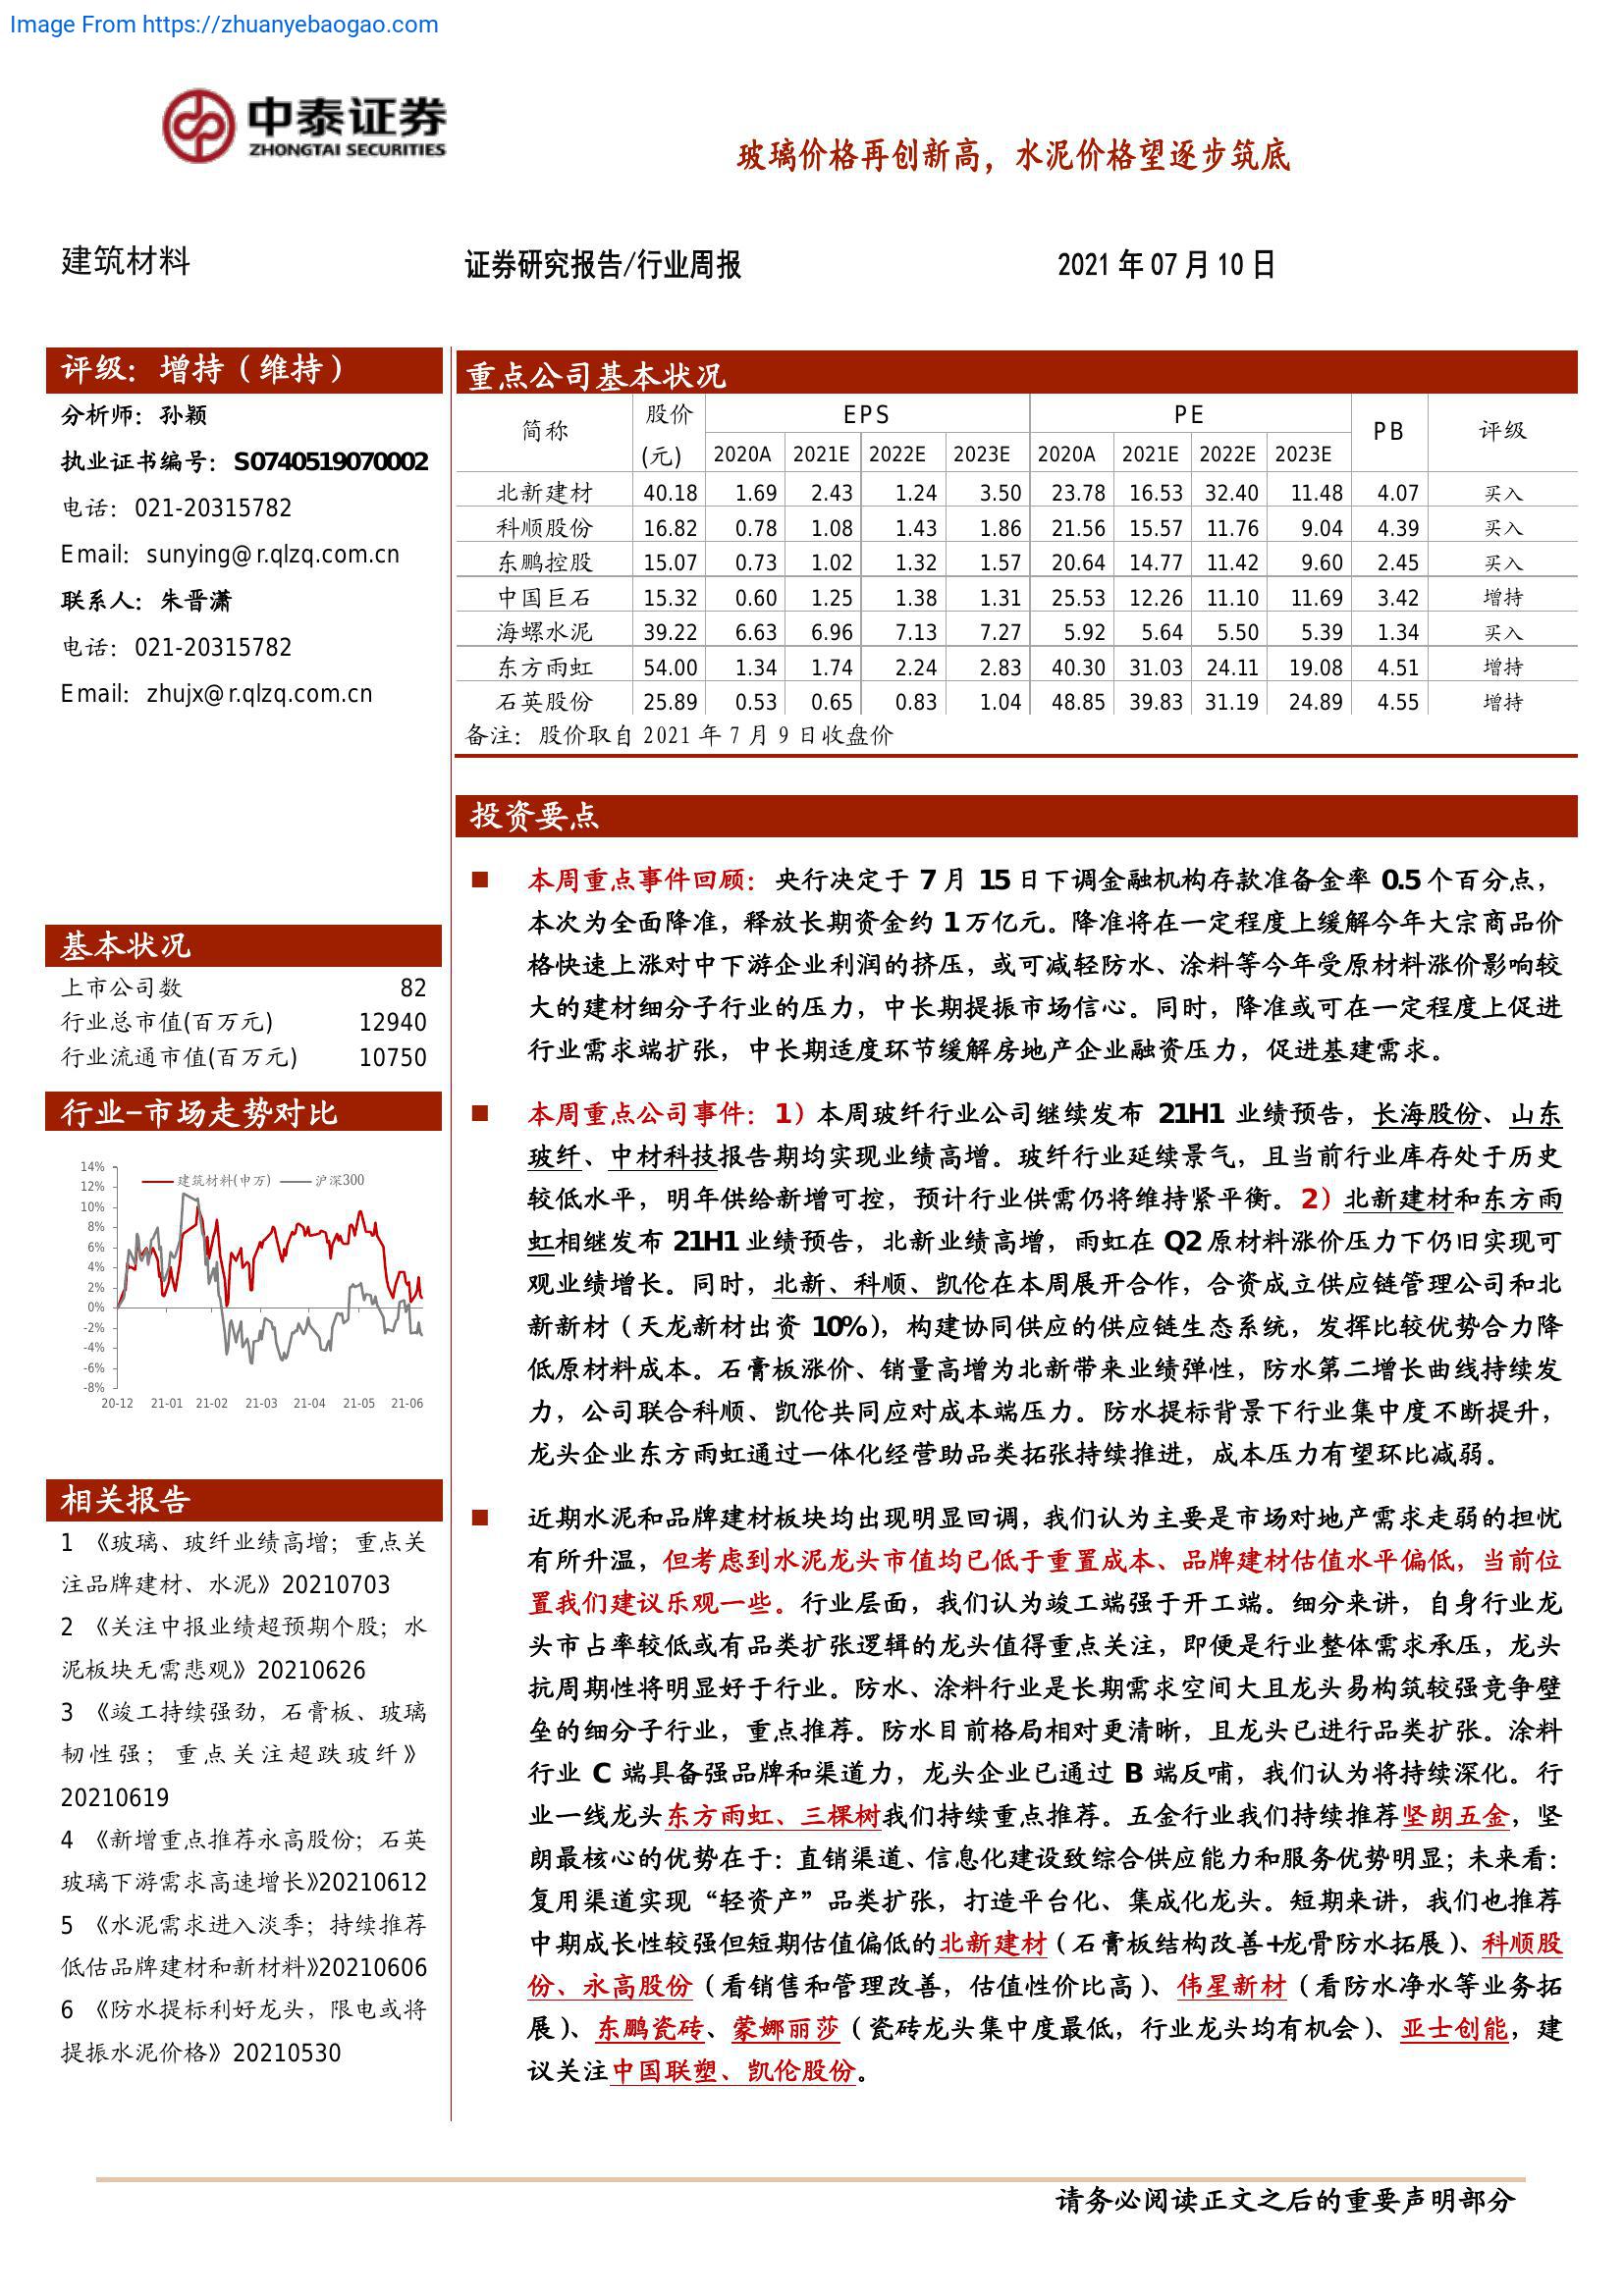 Image From https://zhuanyebaogao.com
中泰证券
ZHONGTAI SECURITIES
玻璃价格再创新高，水泥价格望逐步筑底
建筑材料
证券研究报告/行业周报
2021 年 07 月 10 日
评级：增持（维持）
分析师：孙颖
执业证书编号：S0740519070002
电话：021-20315782
Email：sunying@r.qlzq.com.cn
联系人：朱晋潇
电话：021-20315782
Email：zhujx@r.qlzq.com.cn
基本状况
上市公司数 82
行业总市值(百万元) 12940
行业流通市值(百万元) 10750
行业-市场走势对比
建筑材料(申万) 沪深300
14%
12%
10%
8%
6%
4%
2%
0%
-2%
-4%
-6%
-8%
20-12 21-01 21-02 21-03 21-04 21-05 21-06
相关报告
1 《玻璃、玻纤业绩高增；重点关
注品牌建材、水泥》20210703
2 《关注中报业绩超预期个股；水
泥板块无需悲观》20210626
3 《竣工持续强劲，石膏板、玻璃
韧性强；重点关注超跌玻纤》
20210619
4 《新增重点推荐永高股份；石英
玻璃下游需求高速增长》20210612
5 《水泥需求进入淡季；持续推荐
低估品牌建材和新材料》20210606
6 《防水提标利好龙头，限电或将
提振水泥价格》20210530
重点公司基本状况
简称 股价 EPS PE PB 评级
(元) 2020A 2021E 2022E 2023E 2020A 2021E 2022E 2023E
北新建材 40.18 1.69 2.43 1.24 3.50 23.78 16.53 32.40 11.48 4.07 买入
科顺股份 16.82 0.78 1.08 1.43 1.86 21.56 15.57 11.76 9.04 4.39 买入
东鹏控股 15.07 0.73 1.02 1.32 1.57 20.64 14.77 11.42 9.60 2.45 买入
中国巨石 15.32 0.60 1.25 1.38 1.31 25.53 12.26 11.10 11.69 3.42 增持
海螺水泥 39.22 6.63 6.96 7.13 7.27 5.92 5.64 5.50 5.39 1.34 买入
东方雨虹 54.00 1.34 1.74 2.24 2.83 40.30 31.03 24.11 19.08 4.51 增持
石英股份 25.89 0.53 0.65 0.83 1.04 48.85 39.83 31.19 24.89 4.55 增持
备注：股价取自 2021 年 7 月 9 日收盘价
投资要点
■ 本周重点事件回顾：央行决定于 7 月 15 日下调金融机构存款准备金率 0.5 个百分点，
本次为全面降准，释放长期资金约 1 万亿元。降准将在一定程度上缓解今年大宗商品价
格快速上涨对中下游企业利润的挤压，或可减轻防水、涂料等今年受原材料涨价影响较
大的建材细分子行业的压力，中长期提振市场信心。同时，降准或可在一定程度上促进
行业需求端扩张，中长期适度环节缓解房地产企业融资压力，促进基建需求。
■ 本周重点公司事件：1）本周玻纤行业公司继续发布 21H1 业绩预告，长海股份、山东
玻纤、中材科技报告期均实现业绩高增。玻纤行业延续景气，且当前行业库存处于历史
较低水平，明年供给新增可控，预计行业供需仍将维持紧平衡。2）北新建材和东方雨
虹相继发布 21H1 业绩预告，北新业绩高增，雨虹在 Q2 原材料涨价压力下仍旧实现可
观业绩增长。同时，北新、科顺、凯伦在本周展开合作，合资成立供应链管理公司和北
新新材（天龙新材出资 10%），构建协同供应的供应链生态系统，发挥比较优势合力降
低原材料成本。石膏板涨价、销量高增为北新带来业绩弹性，防水第二增长曲线持续发
力，公司联合科顺、凯伦共同应对成本端压力。防水提标背景下行业集中度不断提升，
龙头企业东方雨虹通过一体化经营助品类拓张持续推进，成本压力有望环比减弱。
■ 近期水泥和品牌建材板块均出现明显回调，我们认为主要是市场对地产需求走弱的担忧
有所升温，但考虑到水泥龙头市值均已低于重置成本、品牌建材估值水平偏低，当前位
置我们建议乐观一些。行业层面，我们认为竣工端强于开工端。细分来讲，自身行业龙
头市占率较低或有品类扩张逻辑的龙头值得重点关注，即便是行业整体需求承压，龙头
抗周期性将明显好于行业。防水、涂料行业是长期需求空间大且龙头易构筑较强竞争壁
垒的细分子行业，重点推荐。防水目前格局相对更清晰，且龙头已进行品类扩张。涂料
行业 C 端具备强品牌和渠道力，龙头企业已通过 B 端反哺，我们认为将持续深化。行
业一线龙头东方雨虹、三棵树我们持续重点推荐。五金行业我们持续推荐坚朗五金，坚
朗最核心的优势在于：直销渠道、信息化建设致综合供应能力和服务优势明显；未来看：
复用渠道实现“轻资产”品类扩张，打造平台化、集成化龙头。短期来讲，我们也推荐
中期成长性较强但短期估值偏低的北新建材（石膏板结构改善+龙骨防水拓展）、科顺股
份、永高股份（看销售和管理改善，估值性价比高）、伟星新材（看防水净水等业务拓
展）、东鹏瓷砖、蒙娜丽莎（瓷砖龙头集中度最低，行业龙头均有机会）、亚士创能，建
议关注中国联塑、凯伦股份。
请务必阅读正文之后的重要声明部分